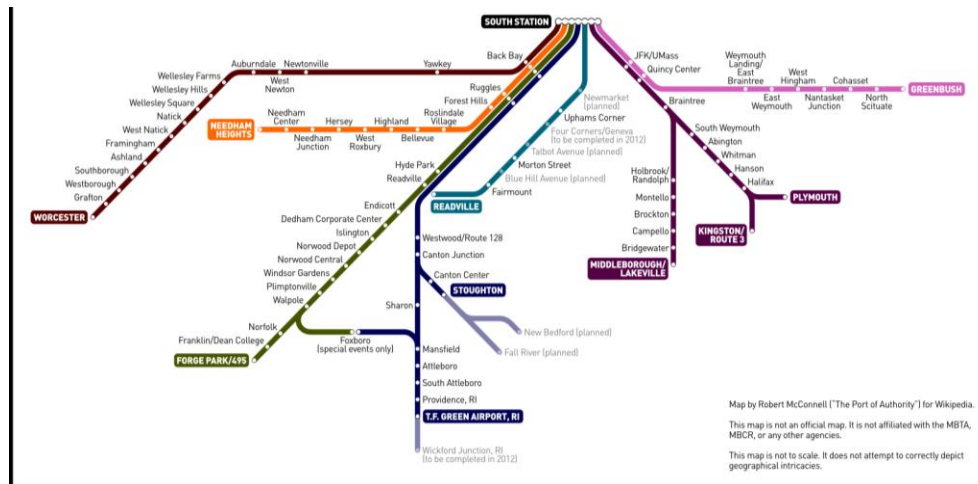 SOUTH STATION
Back Bay
JFK/UMass
Quincy Center
Weymouth
Landing/
East
Braintree
West
Hingham
Cohasset
GREENBUSH
East
Weymouth
Nantasket
Junction
North
Scituate
Auburndale
Newtonville
Yawkey
West
Newton
Wellesley Farms
Wellesley Hills
Wellesley Square
Natick
West Natick
Framingham
Ashland
Southborough
Westborough
Grafton
WORCESTER
Ruggles
Forest Hills
Roslindale
Village
NEEDHAM
HEIGHTS
Needham
Center
Hersey
Highland
Needham
Junction
West
Roxbury
Bellevue
Newmarket
(planned)
Uphams Corner
Four Corners/Geneva
(to be completed in 2012)
Talbot Avenue (planned)
Morton Street
Blue Hill Avenue (planned)
Fairmount
READVILLE
Braintree
South Weymouth
Abington
Whitman
Hanson
Halifax
PLYMOUTH
KINGSTON/
ROUTE 3
Holbrook/
Randolph
Montello
Brockton
Campello
Bridgewater
MIDDLEBOROUGH/
LAKEVILLE
Hyde Park
Readville
Endicott
Dedham Corporate Center
Islington
Norwood Depot
Norwood Central
Windsor Gardens
Plimptonville
Walpole
Norfolk
Franklin/Dean College
FORGE PARK/495
Foxboro
(special events only)
Westwood/Route 128
Canton Junction
Canton Center
STOUGHTON
Sharon
New Bedford (planned)
Fall River (planned)
Mansfield
Attleboro
South Attleboro
Providence, RI
T.F. GREEN AIRPORT, RI
Wickford Junction, RI
(to be completed in 2012)
Map by Robert McConnell ("The Port of Authority") for Wikipedia.
This map is not an official map. It is not affiliated with the MBTA,
MBCR, or any other agencies.
This map is not to scale. It does not attempt to correctly depict
geographical intricacies.